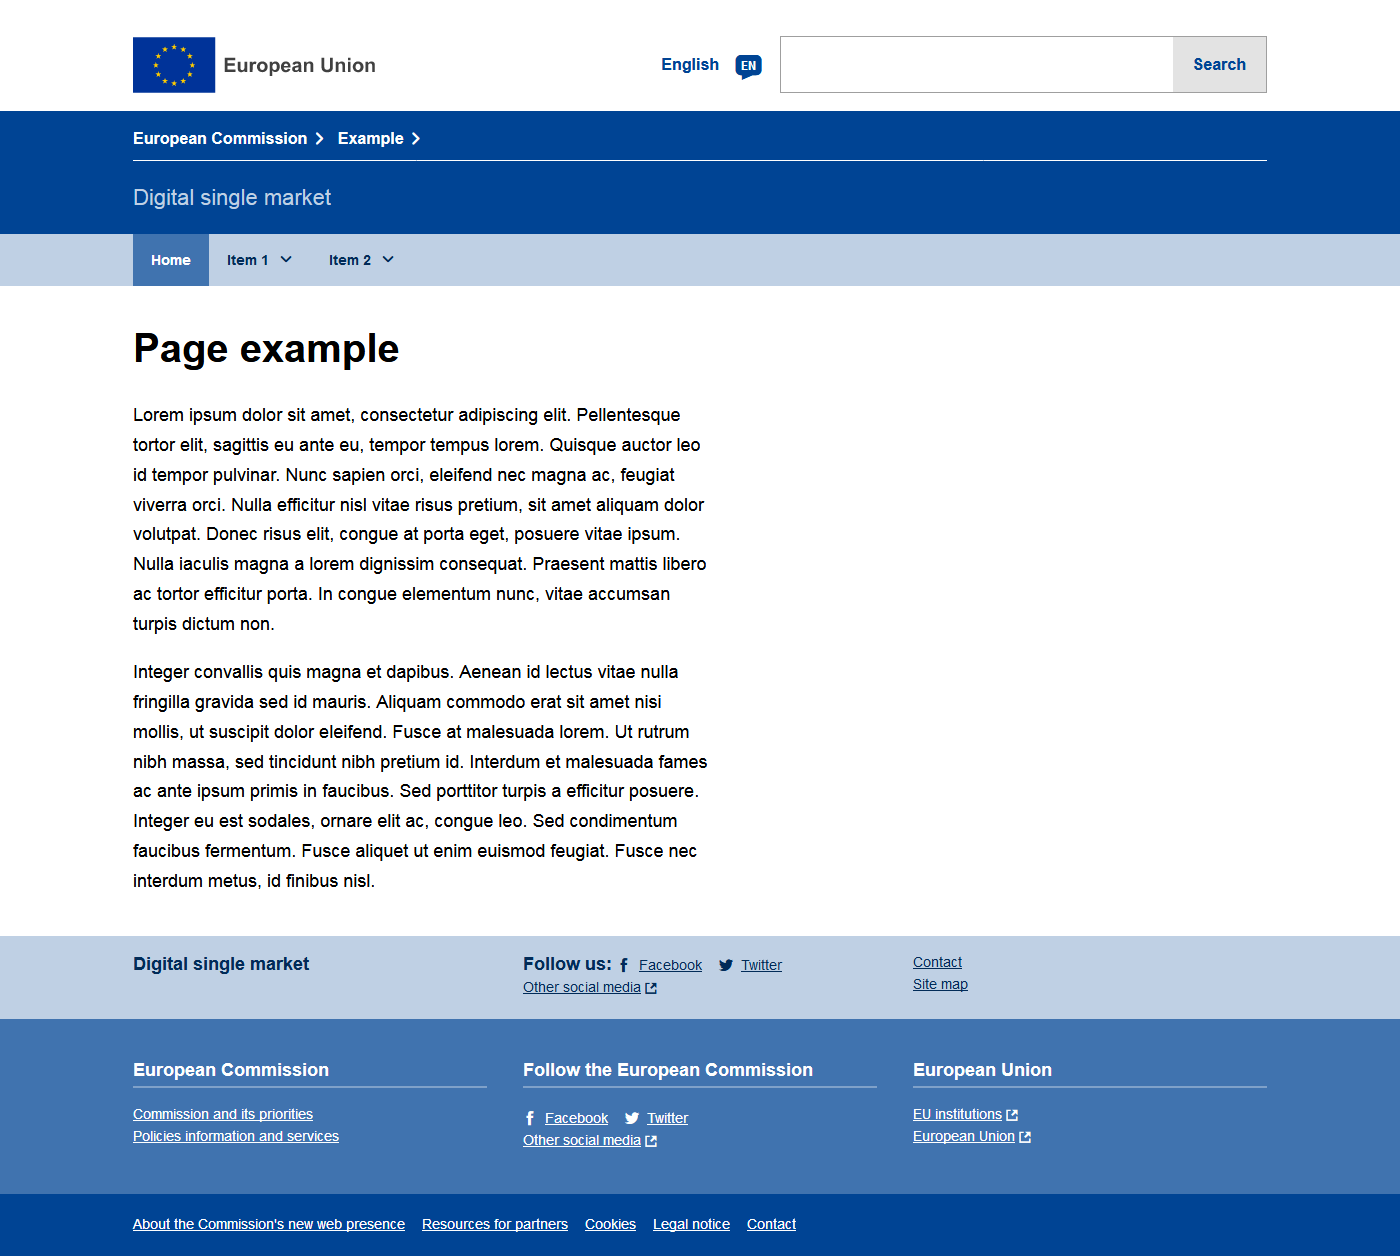 European Union
English EN Search
European Commission Example
Digital single market
Home Item 1 Item 2
Page example
Lorem ipsum dolor sit amet, consectetur adipiscing elit. Pellentesque
tortor elit, sagittis eu ante eu, tempor tempus lorem. Quisque auctor leo
id tempor pulvinar. Nunc sapien orci, eleifend nec magna ac, feugiat
viverra orci. Nulla efficitur nisl vitae risus pretium, sit amet aliquam dolor
volutpat. Donec risus elit, congue at porta eget, posuere vitae ipsum.
Nulla iaculis magna a lorem dignissim consequat. Praesent mattis libero
ac tortor efficitur porta. In congue elementum nunc, vitae accumsan
turpis dictum non.
Integer convallis quis magna et dapibus. Aenean id lectus vitae nulla
fringilla gravida sed id mauris. Aliquam commodo erat sit amet nisi
mollis, ut suscipit dolor eleifend. Fusce at malesuada lorem. Ut rutrum
nibh massa, sed tincidunt nibh pretium id. Interdum et malesuada fames
ac ante ipsum primis in faucibus. Sed porttitor turpis a efficitur posuere.
Integer eu est sodales, ornare elit ac, congue leo. Sed condimentum
faucibus fermentum. Fusce aliquet ut enim euismod feugiat. Fusce nec
interdum metus, id finibus nisl.
Digital single market
Follow us: Facebook Twitter
Other social media
Contact
Site map
European Commission
Commission and its priorities
Policies information and services
Follow the European Commission
Facebook Twitter
Other social media
European Union
EU institutions
European Union
About the Commission's new web presence Resources for partners Cookies Legal notice Contact